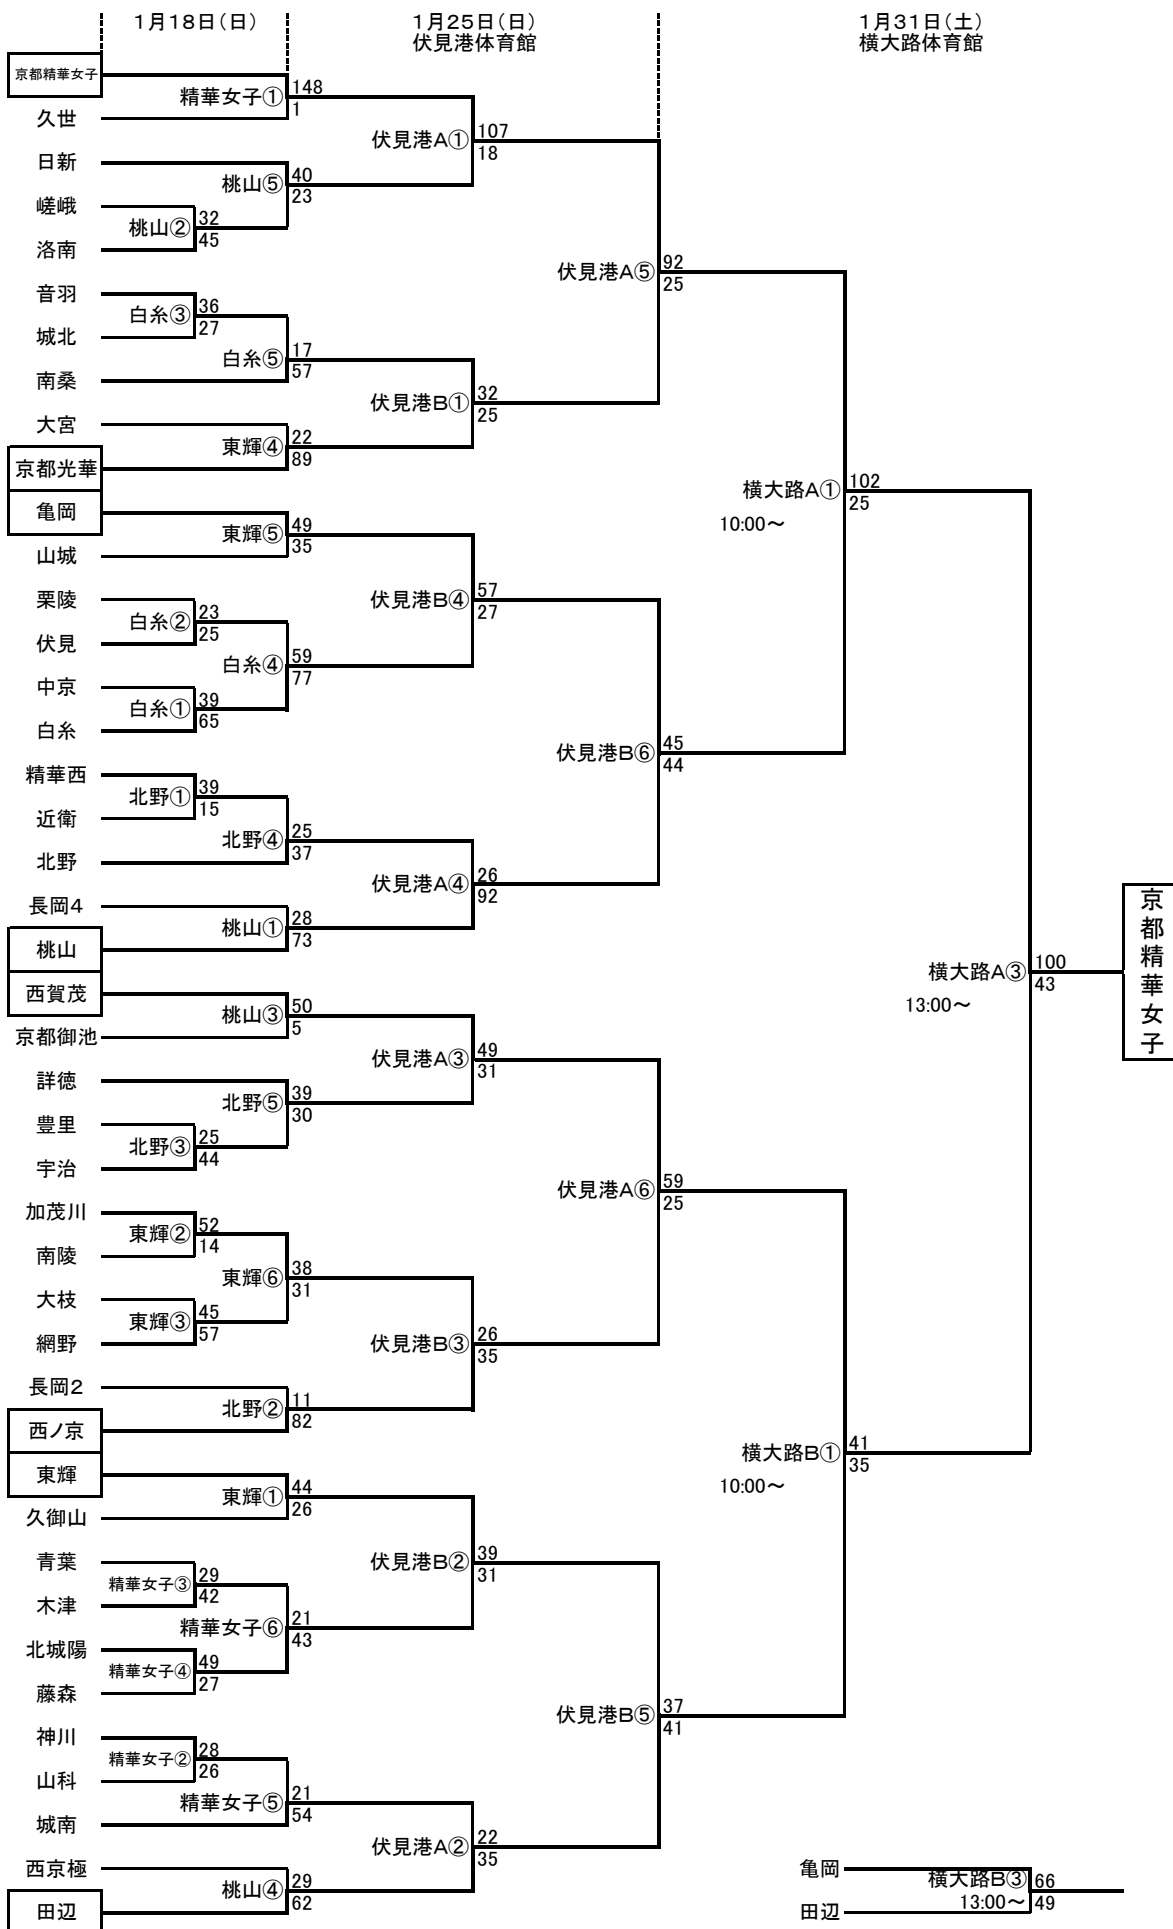 1月18日(日)
1月25日(日)
伏見港体育館
1月31日(土)
横大路体育館
京都精華女子
精華女子①
148
1
久世
伏見港A①
107
18
日新
桃山⑤
40
23
嵯峨
桃山②
32
45
洛南
伏見港A⑤
92
25
音羽
白糸③
36
27
城北
白糸⑤
17
57
南桑
伏見港B①
32
25
大宮
東輝④
22
89
京都光華
横大路A①
102
25
10:00～
亀岡
東輝⑤
49
35
山城
伏見港B④
57
27
栗陵
白糸②
23
25
伏見
白糸④
59
77
中京
白糸①
39
65
白糸
伏見港B⑥
45
44
精華西
北野①
39
15
近衛
北野④
25
37
北野
伏見港A④
26
92
長岡4
桃山①
28
73
桃山
横大路A③
100
43
13:00～
京都精華女子
西賀茂
桃山③
50
5
京都御池
伏見港A③
49
31
詳徳
北野⑤
39
30
豊里
北野③
25
44
宇治
伏見港A⑥
59
25
加茂川
東輝②
52
14
南陵
東輝⑥
38
31
大枝
東輝③
45
57
網野
伏見港B③
26
35
長岡2
北野②
11
82
西ノ京
横大路B①
41
35
10:00～
東輝
東輝①
44
26
久御山
伏見港B②
39
31
青葉
精華女子③
29
42
木津
精華女子⑥
21
43
北城陽
精華女子④
49
27
藤森
伏見港B⑤
37
41
神川
精華女子②
28
26
山科
精華女子⑤
21
54
城南
伏見港A②
22
35
西京極
桃山④
29
62
田辺
亀岡
横大路B③
66
49
13:00～
田辺